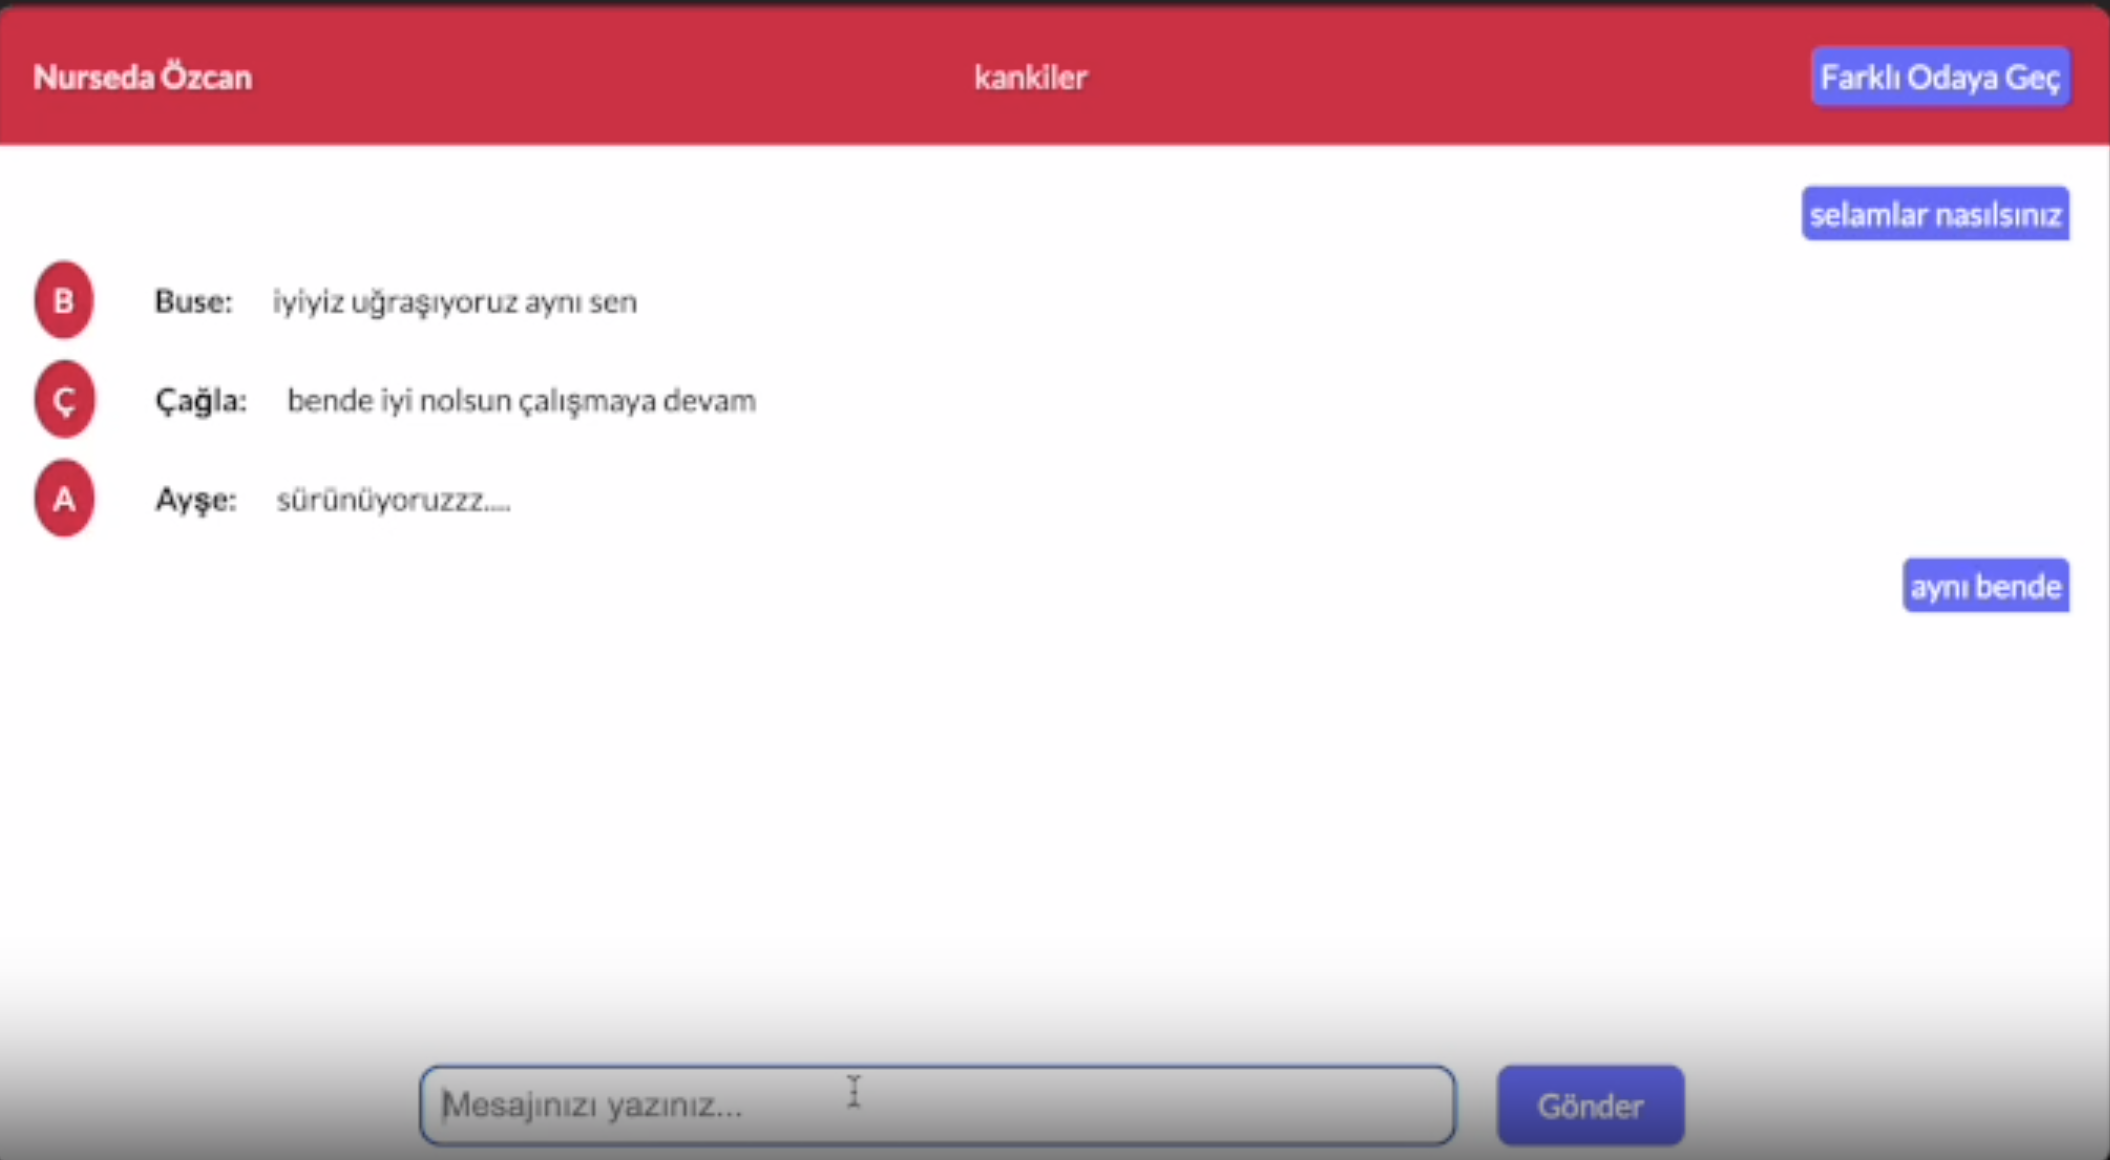 Nurseda Özcan kankiler Farklı Odaya Geç
selamlar nasılsınız
B Buse: iyiyiz uğraşıyoruz aynı sen
Ç Çağla: bende iyi nolsun çalışmaya devam
A Ayşe: sürünüyoruzzz....
aynı bende
Mesajınızı yazınız... Gönder